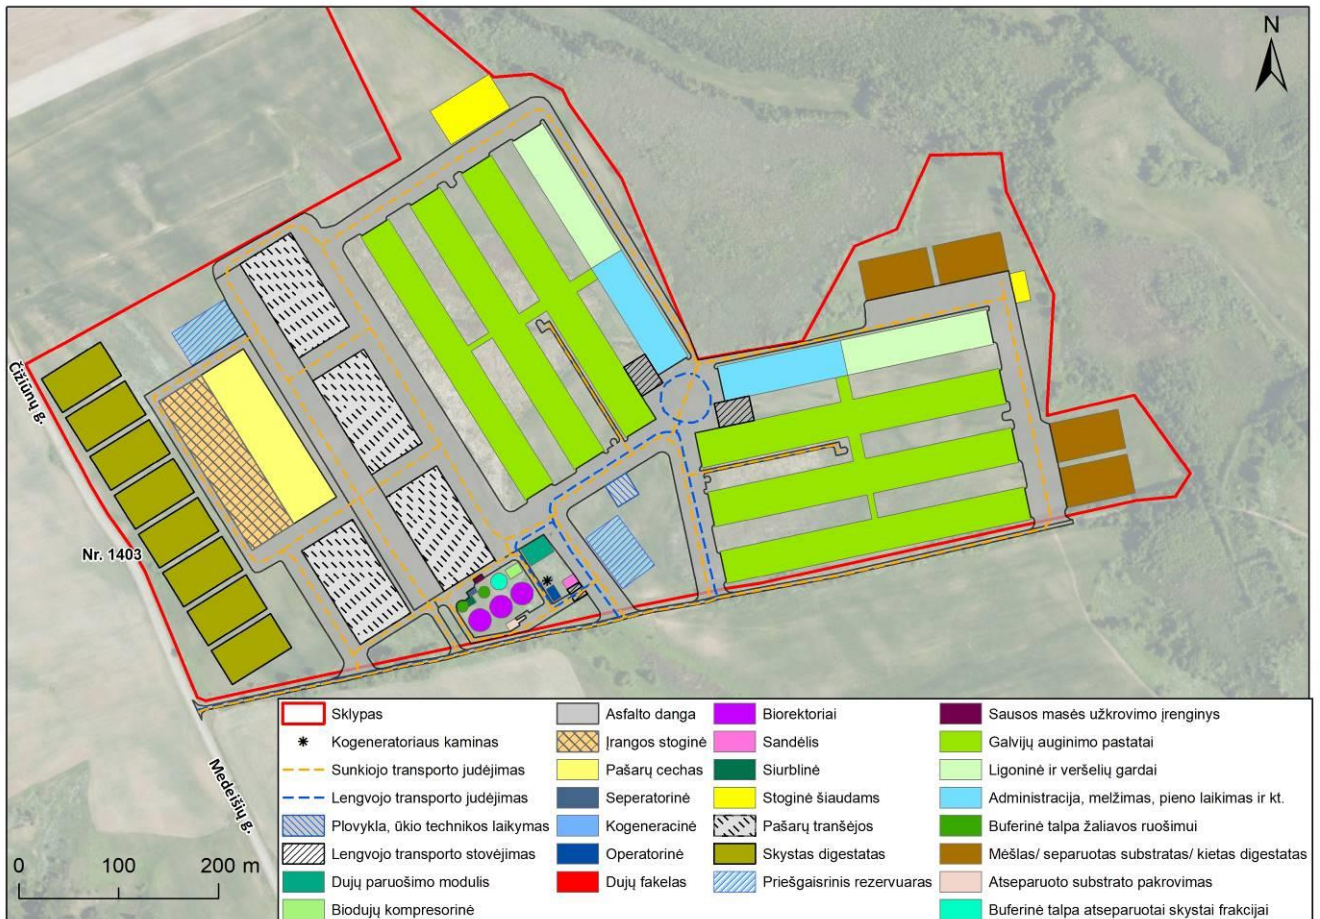 N
Čižiūnų g.
Nr. 1403
Medeišių g.
0 100 200 m
Sklypas
Kogeneratoriaus kaminas
Sunkiojo transporto judėjimas
Lengvojo transporto judėjimas
Plovykla, ūkio technikos laikymas
Lengvojo transporto stovėjimas
Dujų paruošimo modulis
Biodujų kompresorinė
Asfalto danga
Įrangos stoginė
Pašarų cechas
Seperatorinė
Kogeneracinė
Operatorinė
Dujų fakelas
Biorektoriai
Sandėlis
Siurblinė
Stoginė šiaudams
Pašarų tranšėjos
Skystas digestatas
Priešgaisrinis rezervuaras
Sausos masės užkrovimo įrenginys
Galvijų auginimo pastatai
Ligoninė ir veršelių gardai
Administracija, melžimas, pieno laikimas ir kt.
Buferinė talpa žaliavos ruošimui
Mėšlas/ separuotas substratas/ kietas digestatas
Atseparuoto substrato pakrovimas
Buferinė talpa atseparuotai skystai frakcijai